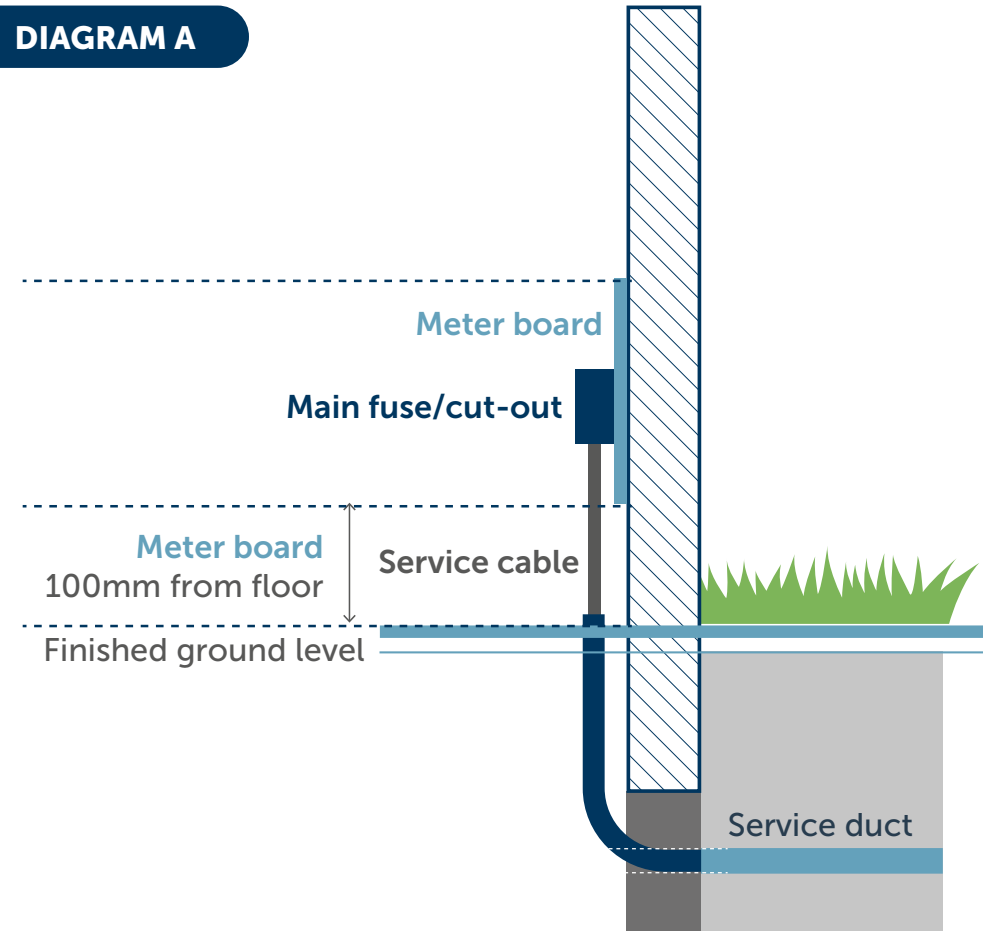 DIAGRAM A
Meter board
Main fuse/cut-out
Meter board
100mm from floor
Service cable
Finished ground level
Service duct